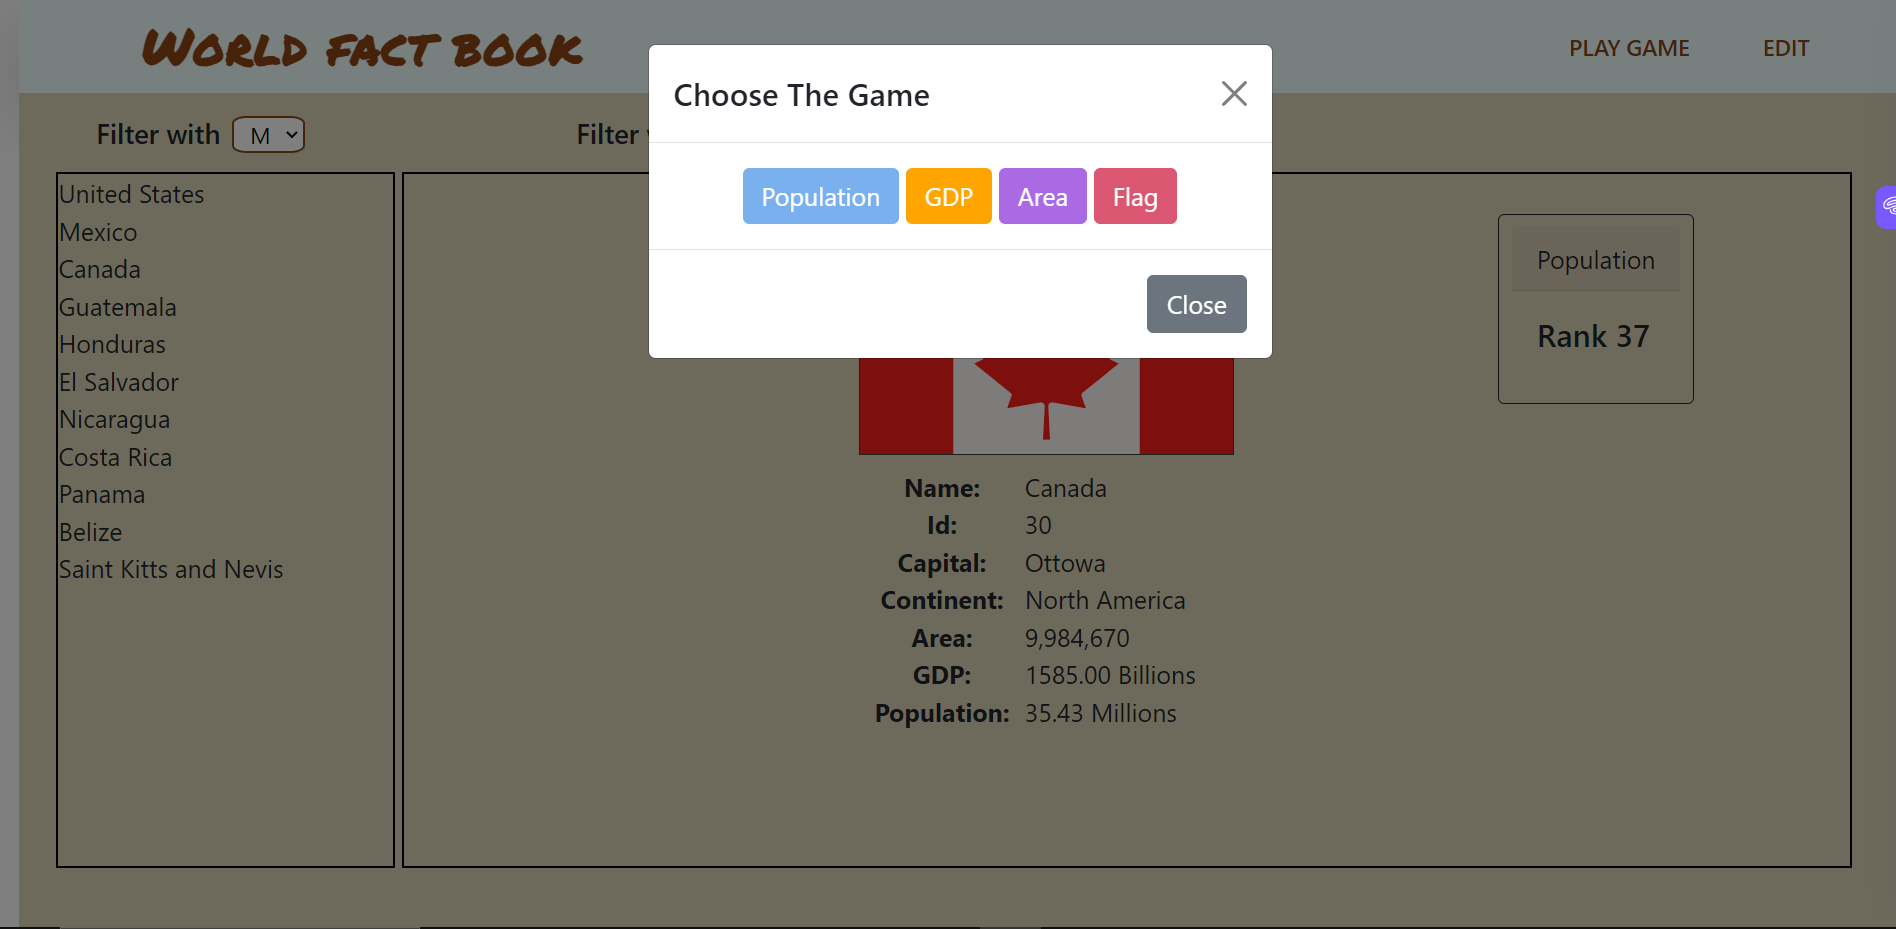 World fact book
PLAY GAME
EDIT
Choose The Game
Filter with
M
Filter
Population
GDP
Area
Flag
Close
United States
Mexico
Canada
Guatemala
Honduras
El Salvador
Nicaragua
Costa Rica
Panama
Belize
Saint Kitts and Nevis
Population
Rank 37
Name: Canada
Id: 30
Capital: Ottowa
Continent: North America
Area: 9,984,670
GDP: 1585.00 Billions
Population: 35.43 Millions